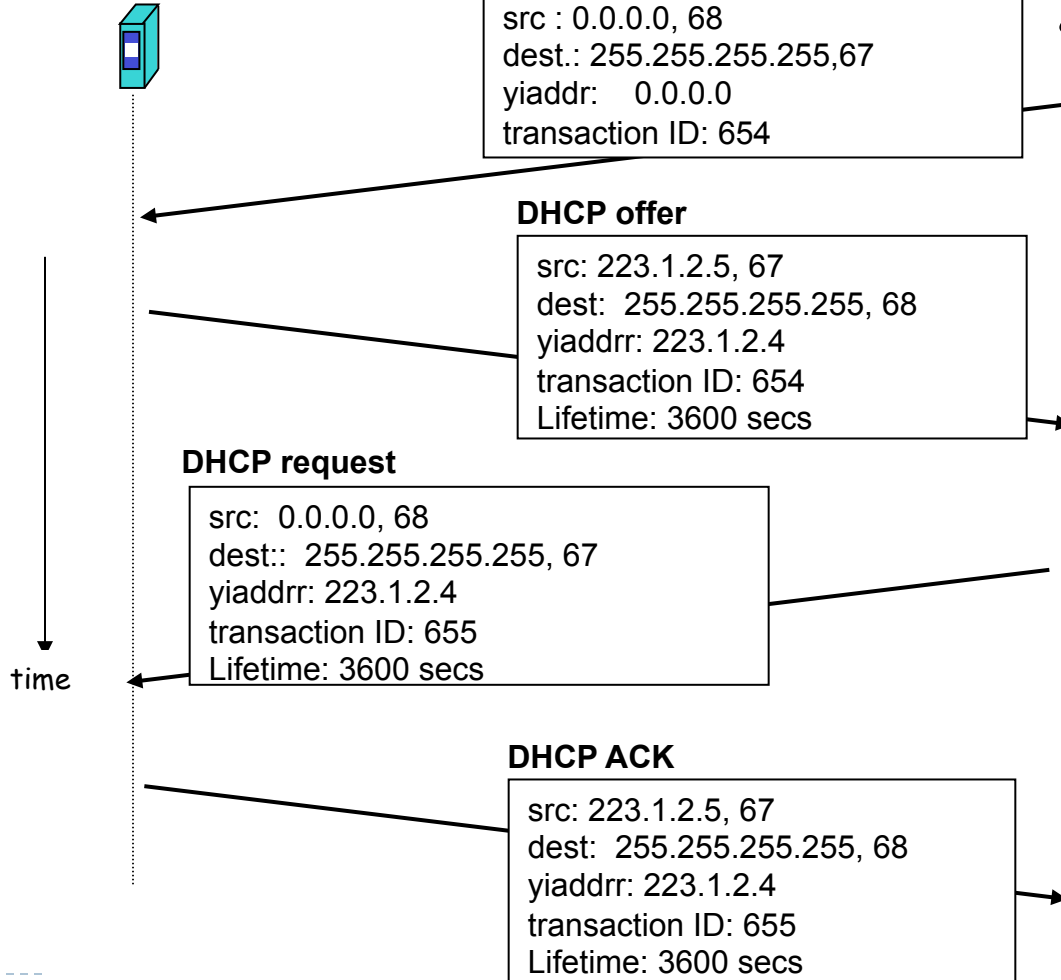 src : 0.0.0.0, 68
dest.: 255.255.255.255,67
yiaddr: 0.0.0.0
transaction ID: 654
DHCP offer
src: 223.1.2.5, 67
dest: 255.255.255.255, 68
yiaddrr: 223.1.2.4
transaction ID: 654
Lifetime: 3600 secs
DHCP request
src: 0.0.0.0, 68
dest:: 255.255.255.255, 67
yiaddrr: 223.1.2.4
transaction ID: 655
Lifetime: 3600 secs
time
DHCP ACK
src: 223.1.2.5, 67
dest: 255.255.255.255, 68
yiaddrr: 223.1.2.4
transaction ID: 655
Lifetime: 3600 secs